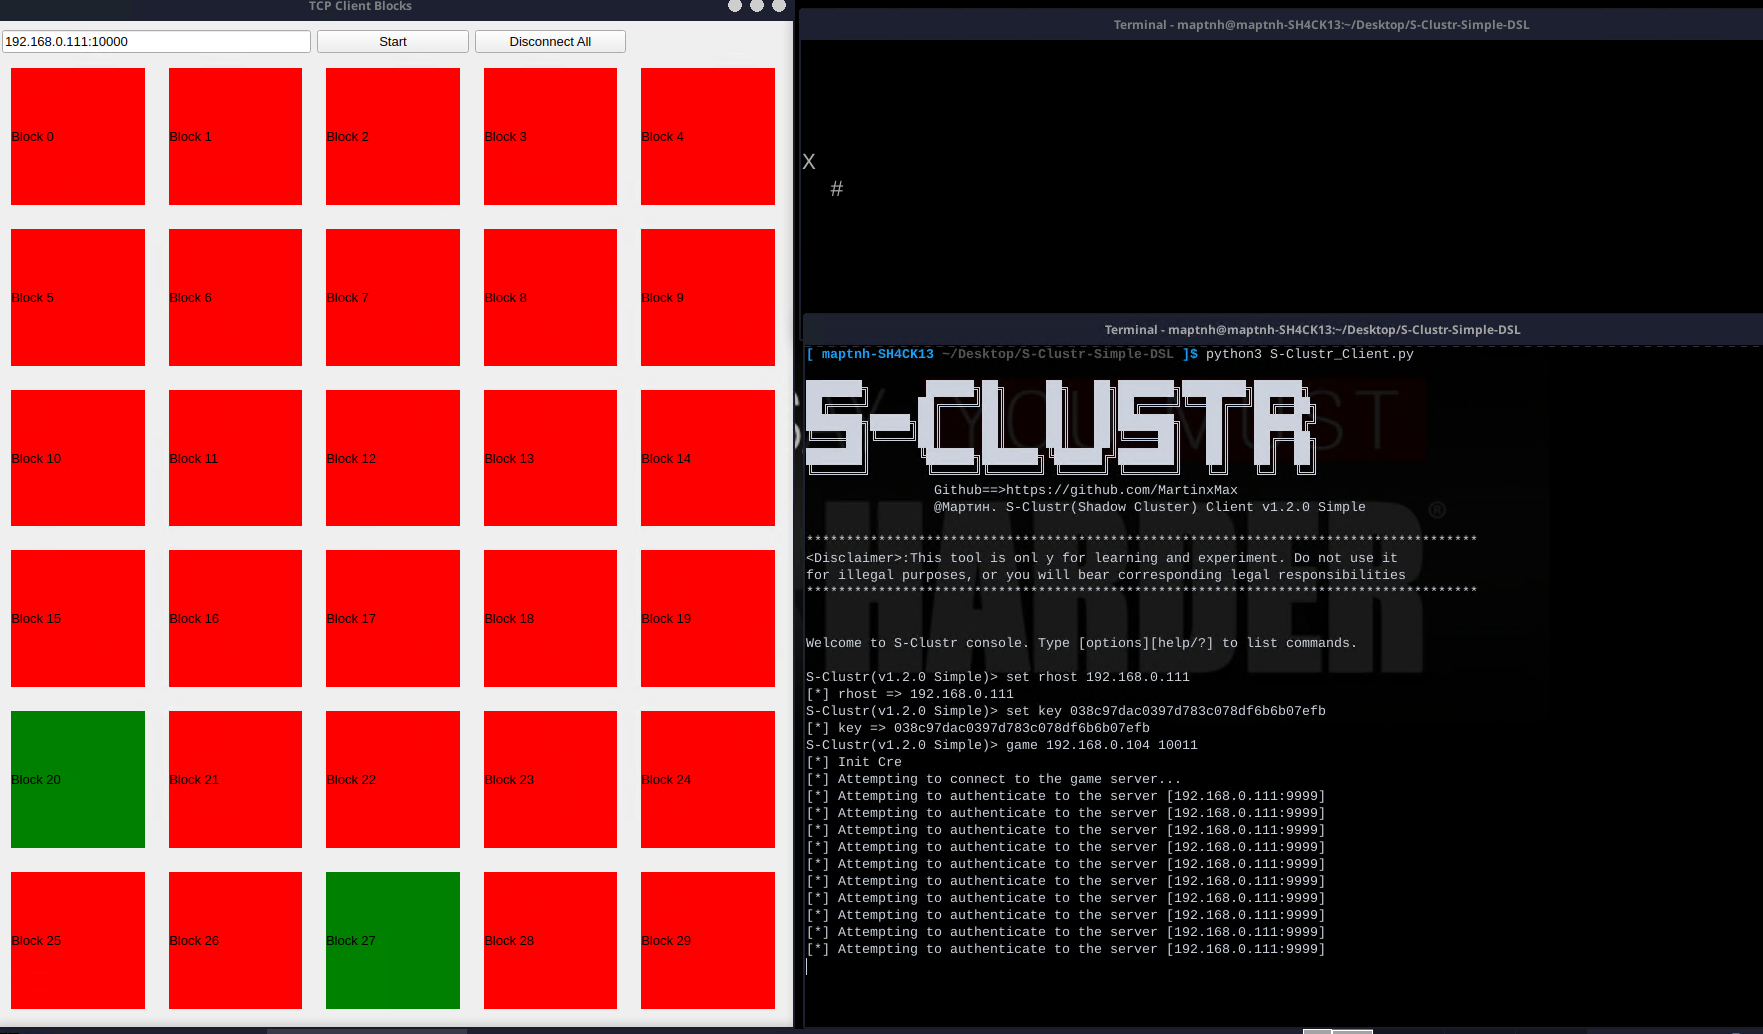 TCP Client Blocks
192.168.0.111:10000
Start
Disconnect All
Block 0
Block 1
Block 2
Block 3
Block 4
Block 5
Block 6
Block 7
Block 8
Block 9
Block 10
Block 11
Block 12
Block 13
Block 14
Block 15
Block 16
Block 17
Block 18
Block 19
Block 20
Block 21
Block 22
Block 23
Block 24
Block 25
Block 26
Block 27
Block 28
Block 29
Terminal - maptnh@maptnh-SH4CK13:~/Desktop/S-Clustr-Simple-DSL
X
#
Terminal - maptnh@maptnh-SH4CK13:~/Desktop/S-Clustr-Simple-DSL
[ maptnh-SH4CK13 ~/Desktop/S-Clustr-Simple-DSL ]$ python3 S-Clustr_Client.py
S-CLUSTR
YOU MUST
HARDER®
Github==>https://github.com/MartinxMax
@Мартин. S-Clustr(Shadow Cluster) Client v1.2.0 Simple
************************************************************************************
<Disclaimer>:This tool is onl y for learning and experiment. Do not use it
for illegal purposes, or you will bear corresponding legal responsibilities
************************************************************************************
Welcome to S-Clustr console. Type [options][help/?] to list commands.
S-Clustr(v1.2.0 Simple)> set rhost 192.168.0.111
[*] rhost => 192.168.0.111
S-Clustr(v1.2.0 Simple)> set key 038c97dac0397d783c078df6b6b07efb
[*] key => 038c97dac0397d783c078df6b6b07efb
S-Clustr(v1.2.0 Simple)> game 192.168.0.104 10011
[*] Init Cre
[*] Attempting to connect to the game server...
[*] Attempting to authenticate to the server [192.168.0.111:9999]
[*] Attempting to authenticate to the server [192.168.0.111:9999]
[*] Attempting to authenticate to the server [192.168.0.111:9999]
[*] Attempting to authenticate to the server [192.168.0.111:9999]
[*] Attempting to authenticate to the server [192.168.0.111:9999]
[*] Attempting to authenticate to the server [192.168.0.111:9999]
[*] Attempting to authenticate to the server [192.168.0.111:9999]
[*] Attempting to authenticate to the server [192.168.0.111:9999]
[*] Attempting to authenticate to the server [192.168.0.111:9999]
[*] Attempting to authenticate to the server [192.168.0.111:9999]